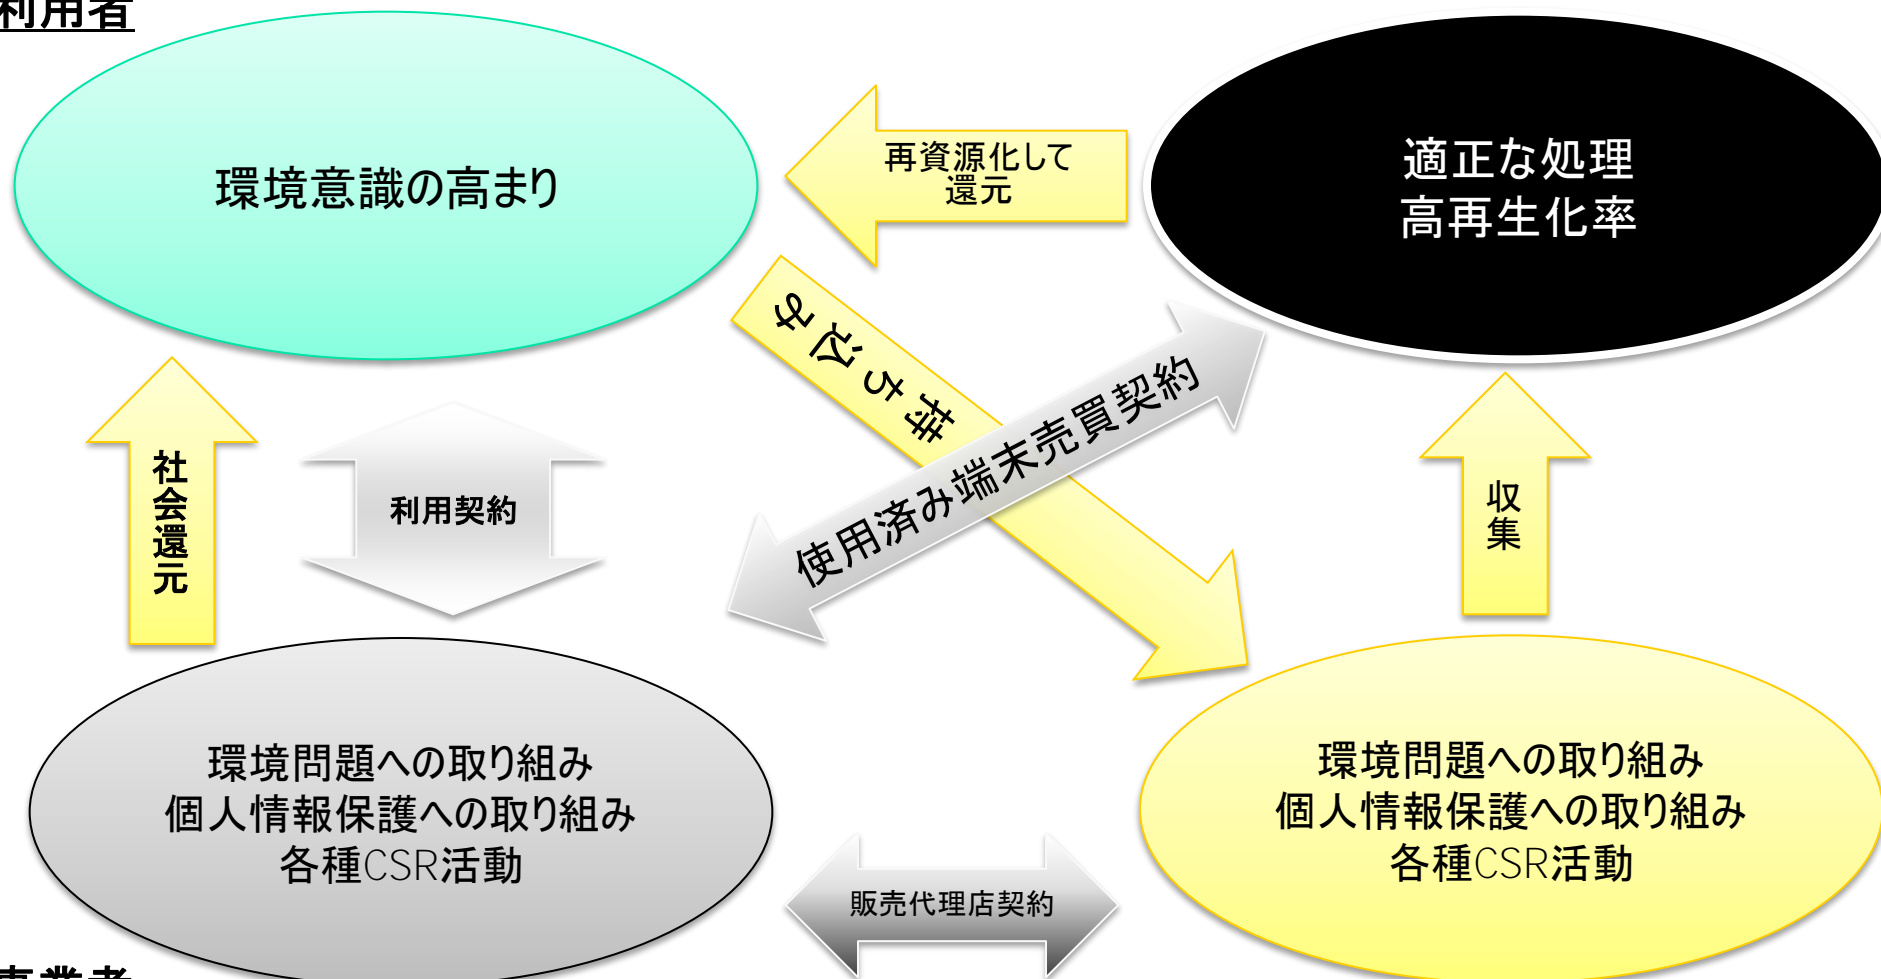 利用者
環境意識の高まり
再資源化して
還元
適正な処理
高再生化率
持ち込む
使用済み端末売買契約
社会還元
利用契約
収集
環境問題への取り組み
個人情報保護への取り組み
各種CSR活動
販売代理店契約
環境問題への取り組み
個人情報保護への取り組み
各種CSR活動
事業者